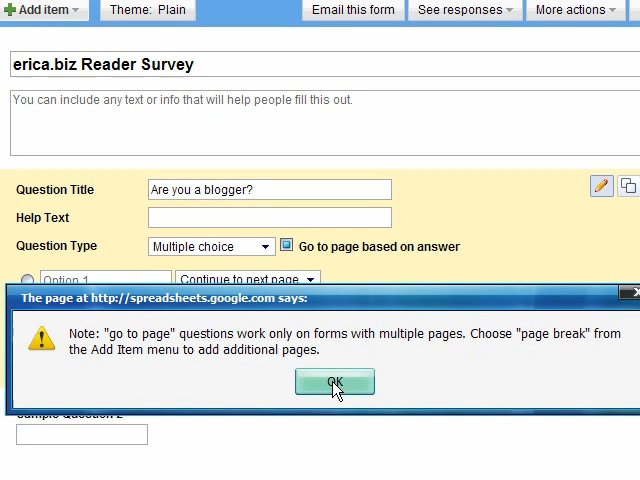 Add item Theme: Plain Email this form See responses More actions
erica.biz Reader Survey
You can include any text or info that will help people fill this out.
Question Title Are you a blogger?
Help Text
Question Type Multiple choice Go to page based on answer
Option 1 Continue to next page
The page at http://spreadsheets.google.com says:
Note: "go to page" questions work only on forms with multiple pages. Choose "page break" from
the Add Item menu to add additional pages.
OK
Sample Question 2